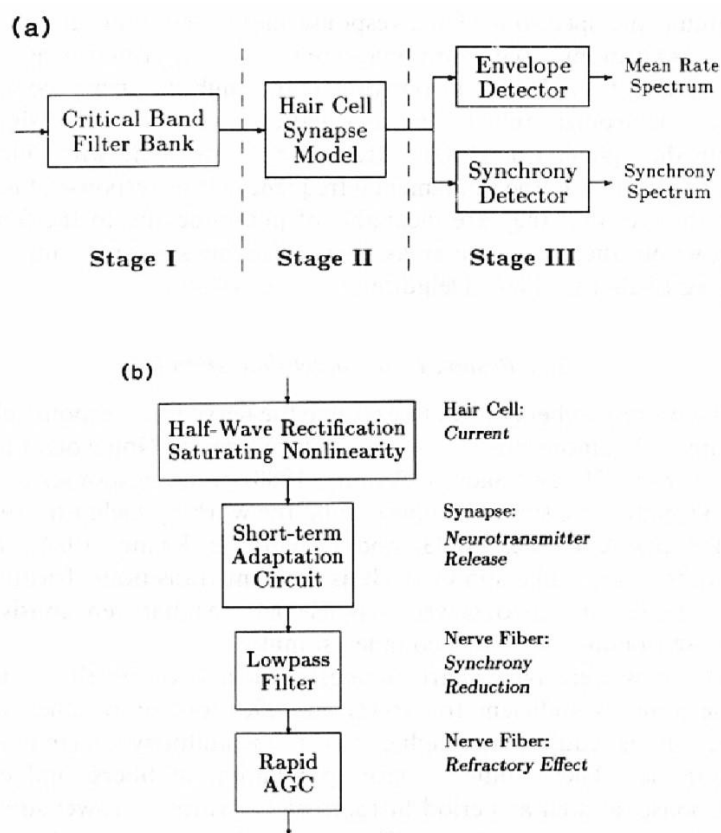 (a)
Critical Band
Filter Bank
Hair Cell
Synapse
Model
Envelope
Detector
Mean Rate
Spectrum
Synchrony
Detector
Synchrony
Spectrum
Stage I
Stage II
Stage III
(b)
Half-Wave Rectification
Saturating Nonlinearity
Hair Cell:
Current
Short-term
Adaptation
Circuit
Synapse:
Neurotransmitter
Release
Lowpass
Filter
Nerve Fiber:
Synchrony
Reduction
Rapid
AGC
Nerve Fiber:
Refractory Effect